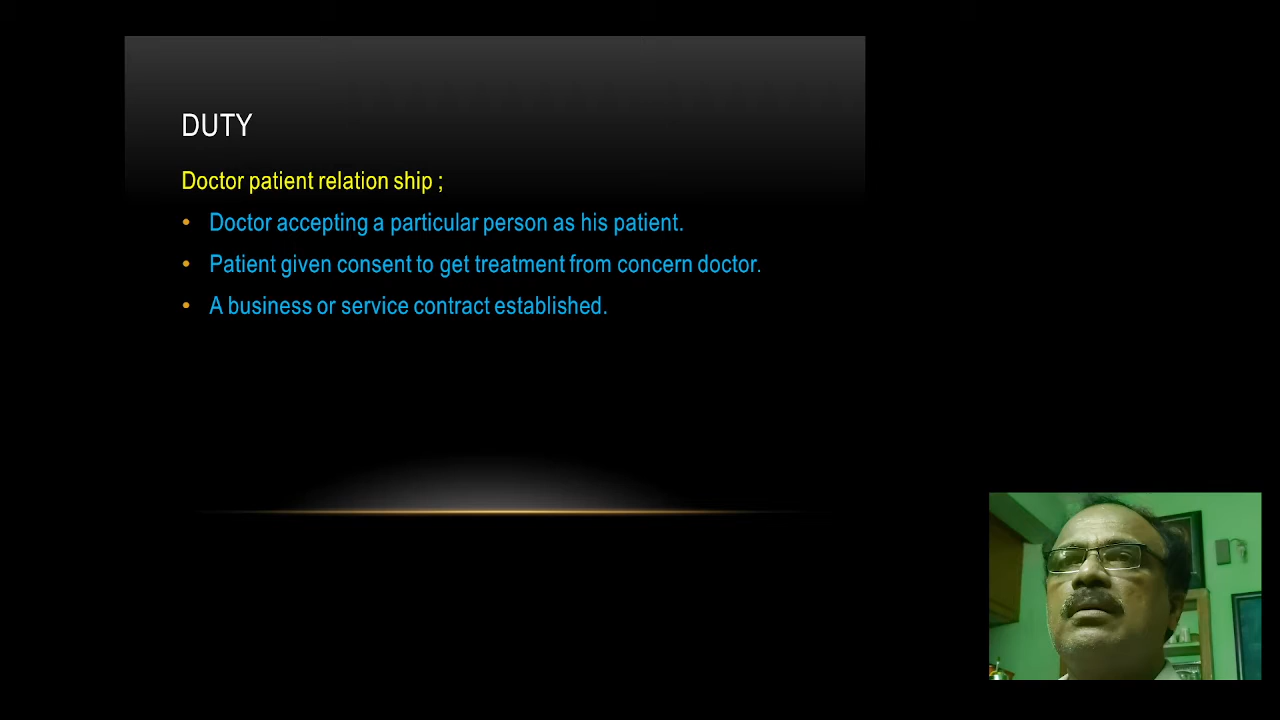 DUTY
Doctor patient relation ship ;
• Doctor accepting a particular person as his patient.
• Patient given consent to get treatment from concern doctor.
• A business or service contract established.